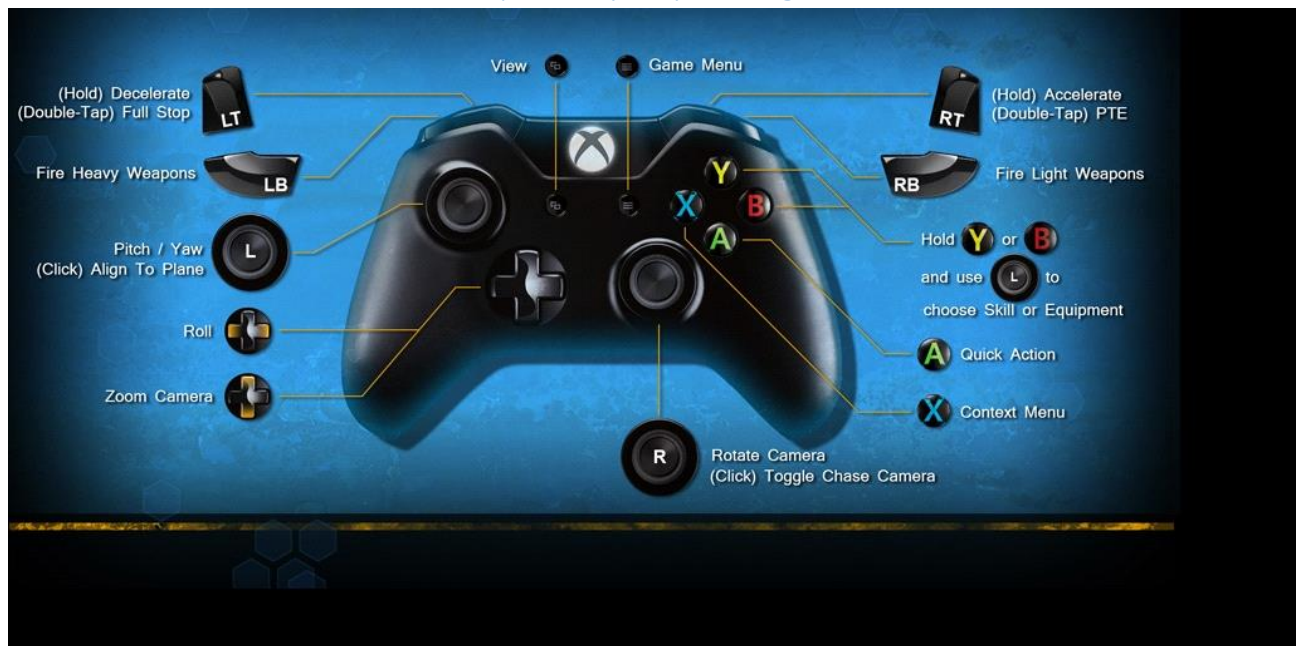 View
Game Menu
(Hold) Decelerate
(Double-Tap) Full Stop
LT
(Hold) Accelerate
(Double-Tap) PTE
RT
Fire Heavy Weapons
LB
Fire Light Weapons
RB
Y
X
B
A
Pitch / Yaw
(Click) Align To Plane
L
Hold Y or B
and use L to
choose Skill or Equipment
Roll
A Quick Action
Zoom Camera
X Context Menu
R
Rotate Camera
(Click) Toggle Chase Camera